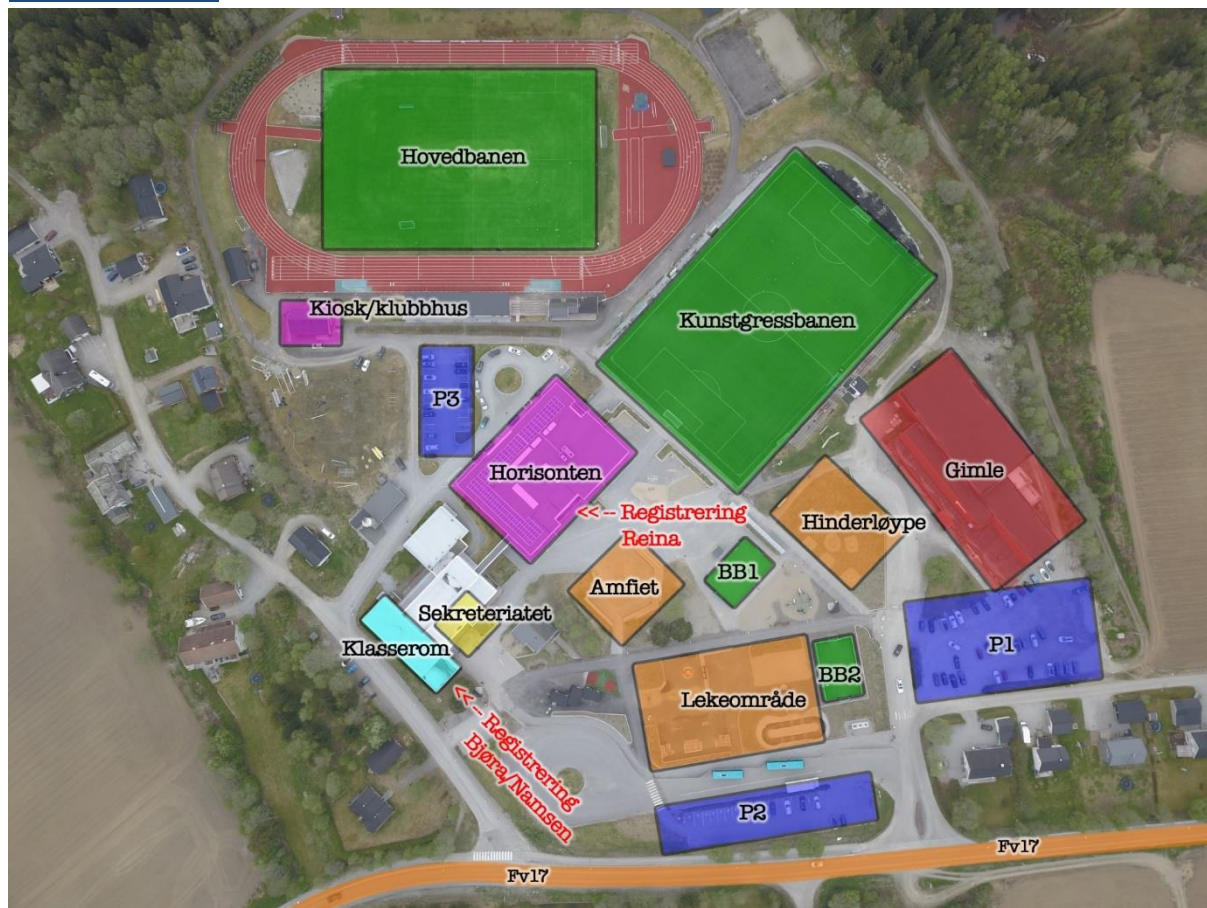 Hovedbanen
Kiosk/klubbhus
Kunstgressbanen
P3
Horisonten
Gimle
<<-- Registrering
Reina
Hinderløype
BB1
Amfiet
Sekreteriatet
Klasserom
P1
BB2
Lekeområde
<<-- Registrering
Bjøra/Namsen
P2
Fv17
Fv17